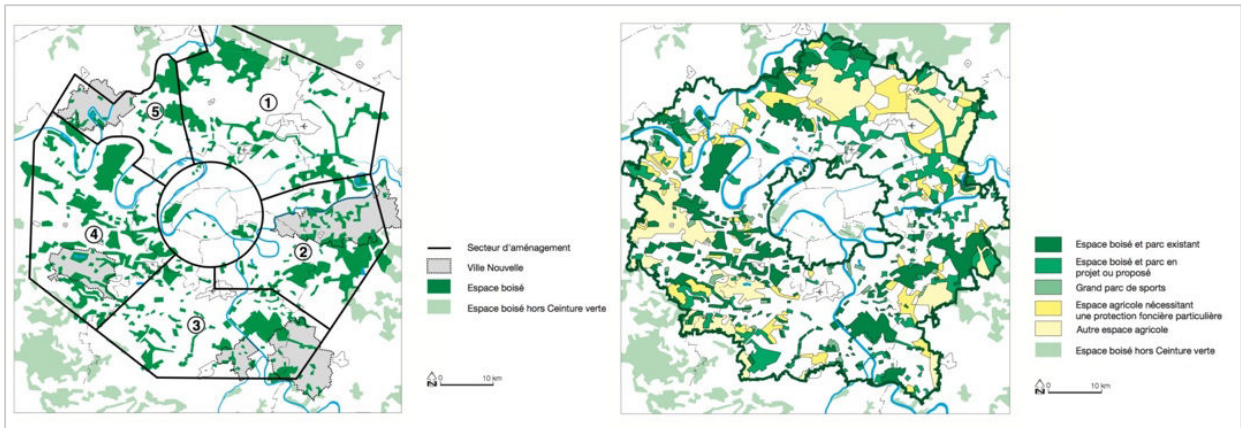 ①
⑤
④
②
③
Secteur d'aménagement
Ville Nouvelle
Espace boisé
Espace boisé hors Ceinture verte
N
0 10 km
Espace boisé et parc existant
Espace boisé et parc en
projet ou proposé
Grand parc de sports
Espace agricole nécessitant
une protection foncière particulière
Autre espace agricole
Espace boisé hors Ceinture verte
N
0 10 km